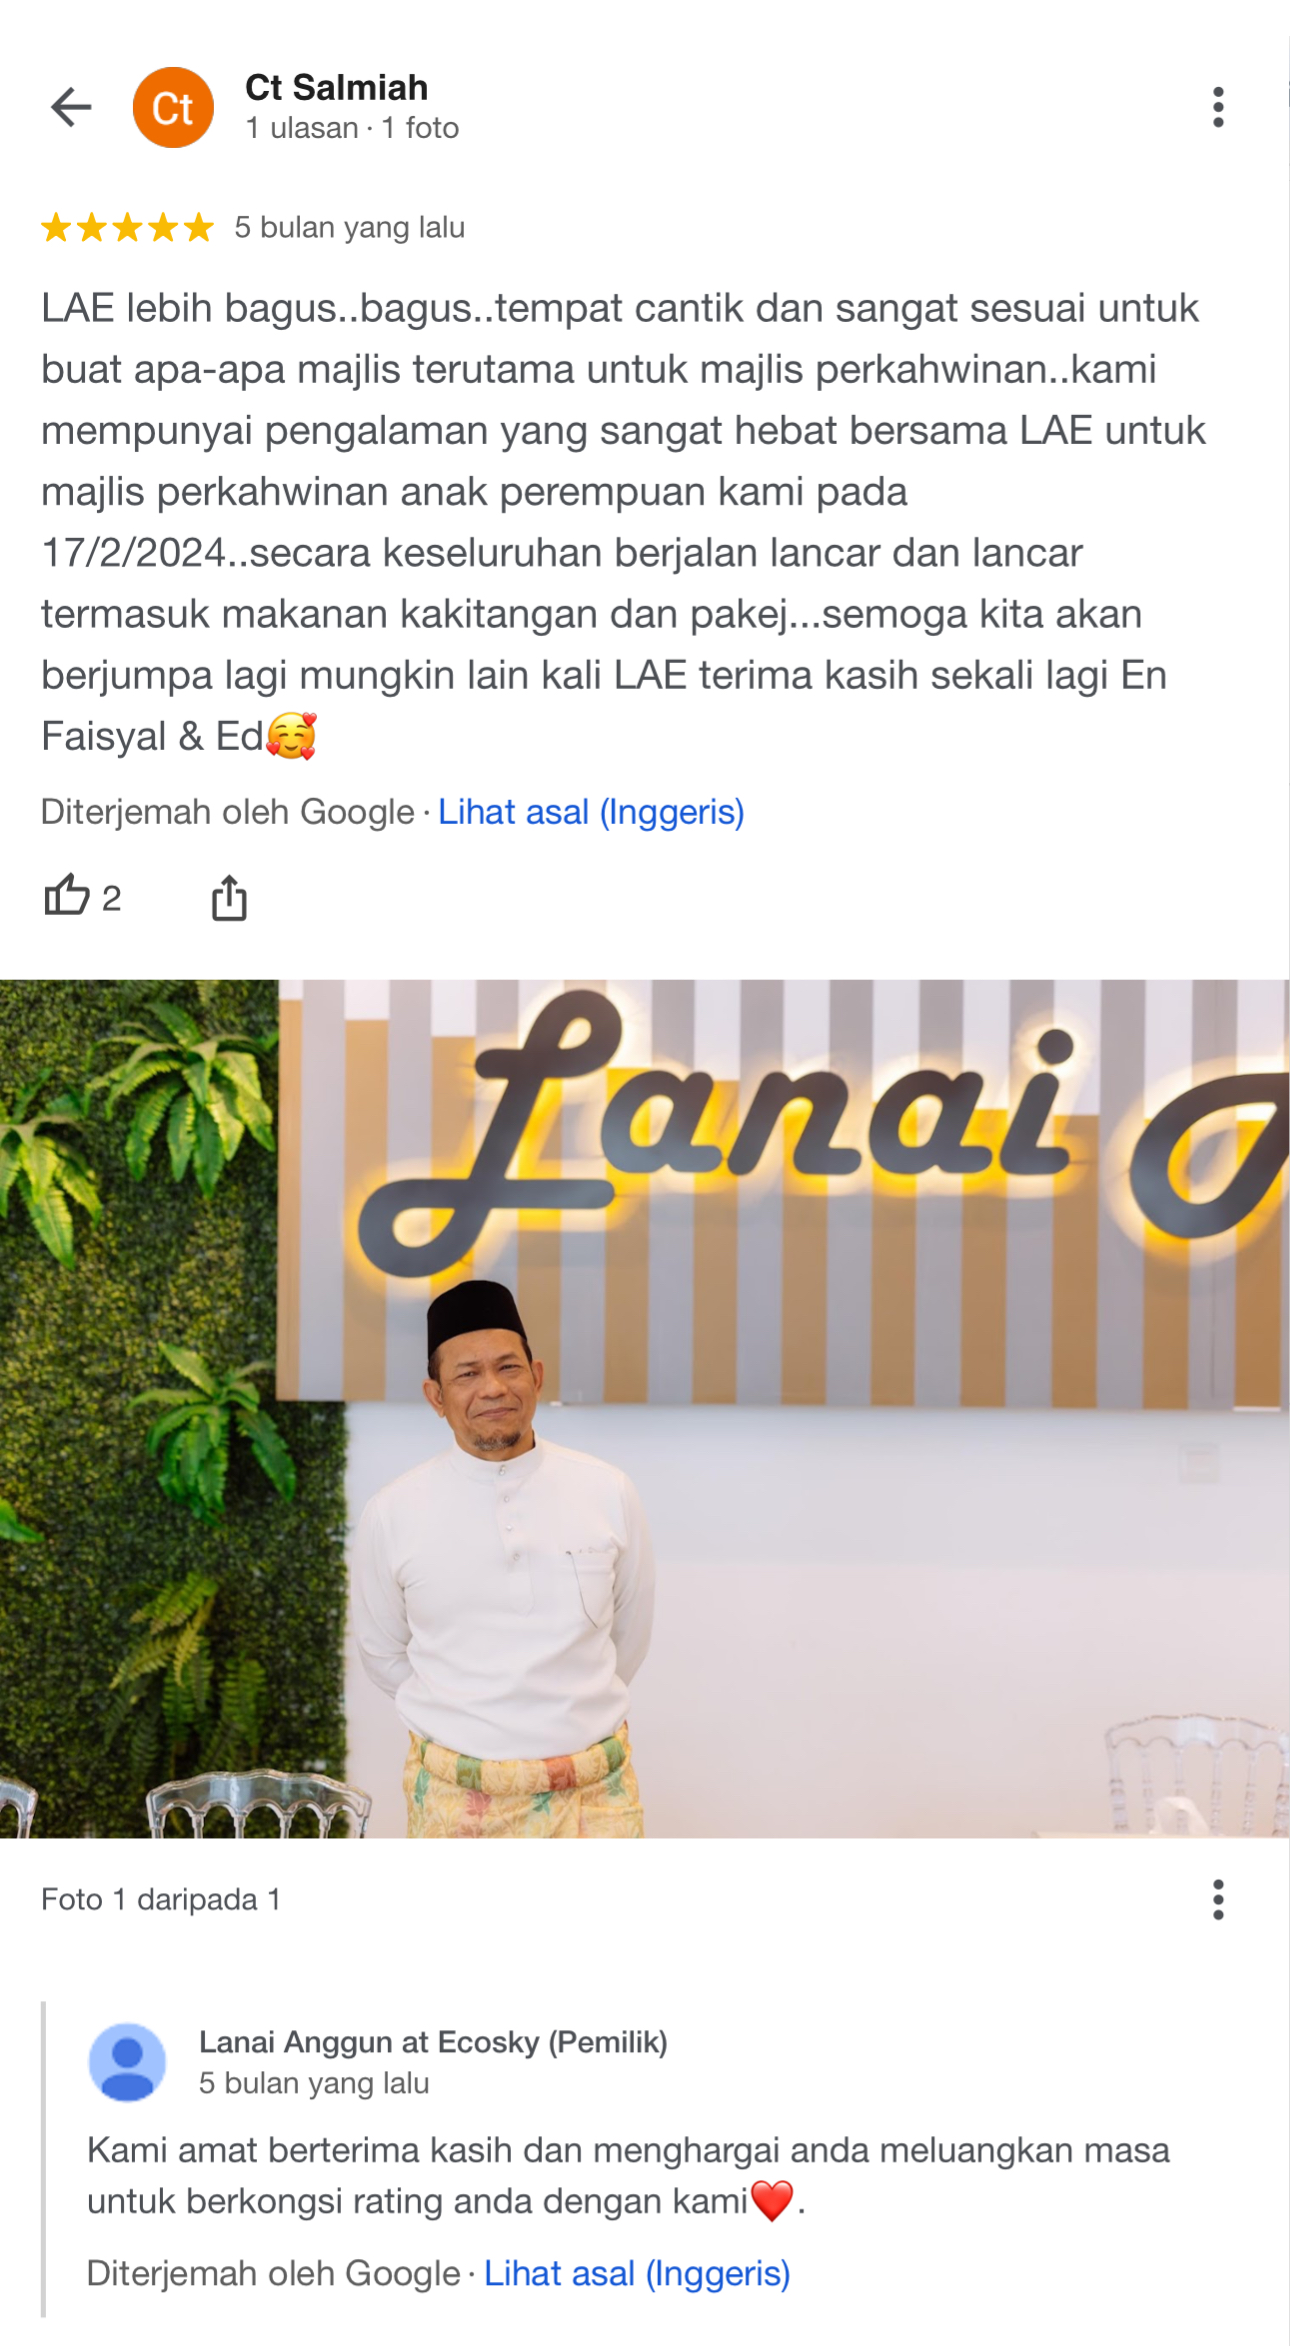 Ct
Ct Salmiah
1 ulasan · 1 foto
5 bulan yang lalu
LAE lebih bagus..bagus..tempat cantik dan sangat sesuai untuk
buat apa-apa majlis terutama untuk majlis perkahwinan..kami
mempunyai pengalaman yang sangat hebat bersama LAE untuk
majlis perkahwinan anak perempuan kami pada
17/2/2024..secara keseluruhan berjalan lancar dan lancar
termasuk makanan kakitangan dan pakej...semoga kita akan
berjumpa lagi mungkin lain kali LAE terima kasih sekali lagi En
Faisyal & Ed🥰
Diterjemah oleh Google · Lihat asal (Inggeris)
2
Lanai
Foto 1 daripada 1
Lanai Anggun at Ecosky (Pemilik)
5 bulan yang lalu
Kami amat berterima kasih dan menghargai anda meluangkan masa
untuk berkongsi rating anda dengan kami❤️.
Diterjemah oleh Google · Lihat asal (Inggeris)